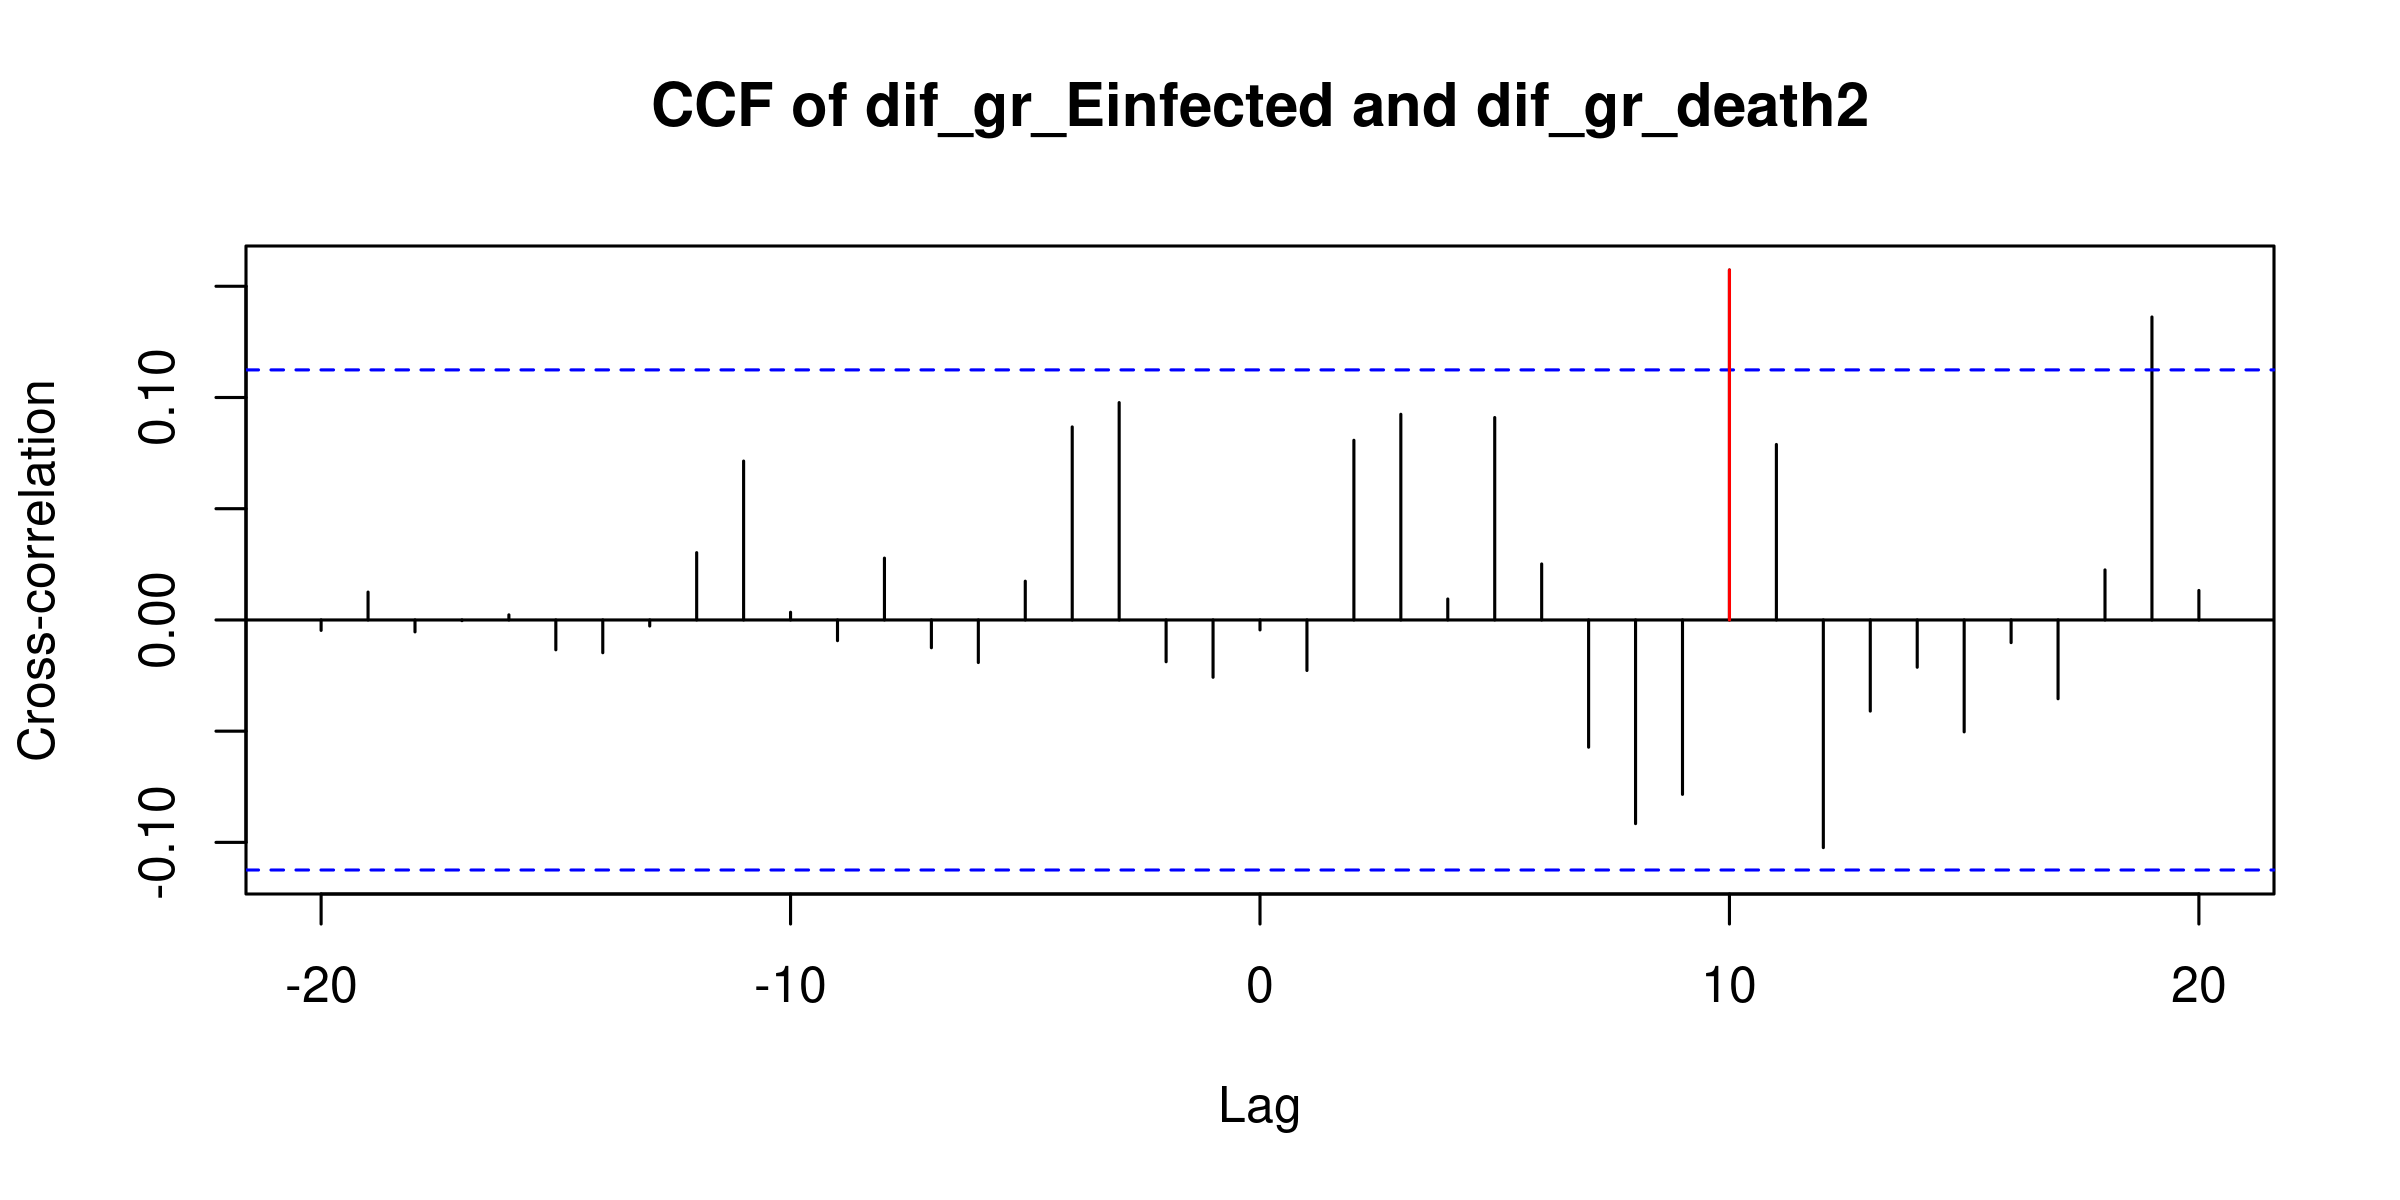 CCF of dif_gr_Einfected and dif_gr_death2
Cross-correlation
0.10
0.00
-0.10
-20 -10 0 10 20
Lag